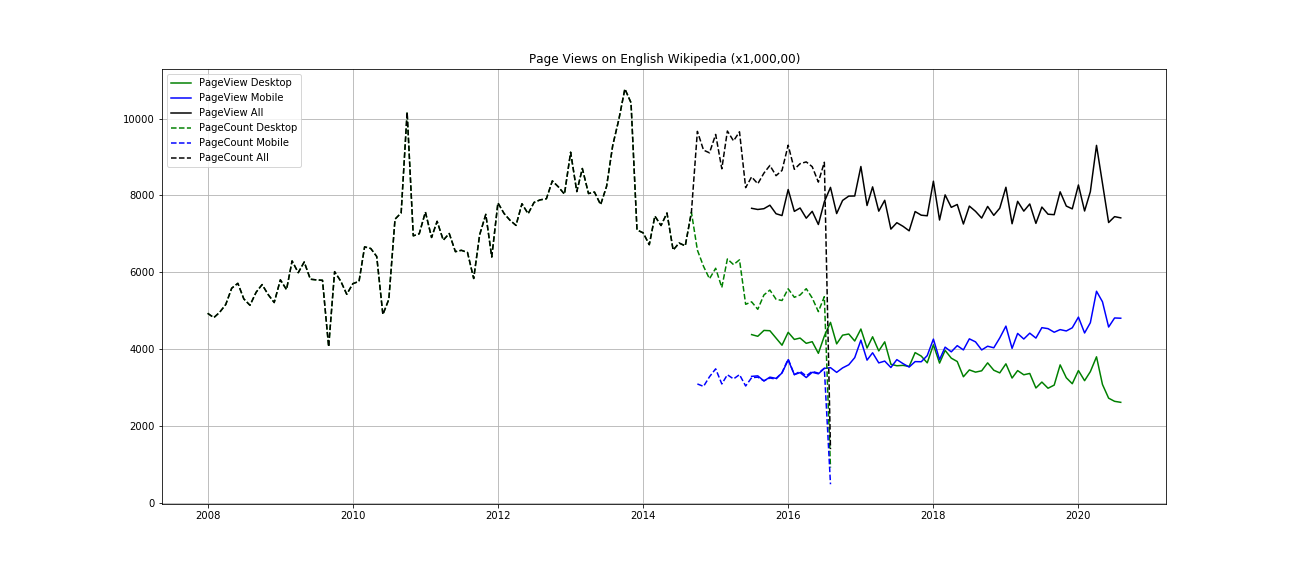 Page Views on English Wikipedia (x1,000,00)
PageView Desktop
PageView Mobile
PageView All
PageCount Desktop
PageCount Mobile
PageCount All
10000
8000
6000
4000
2000
0
2008 2010 2012 2014 2016 2018 2020